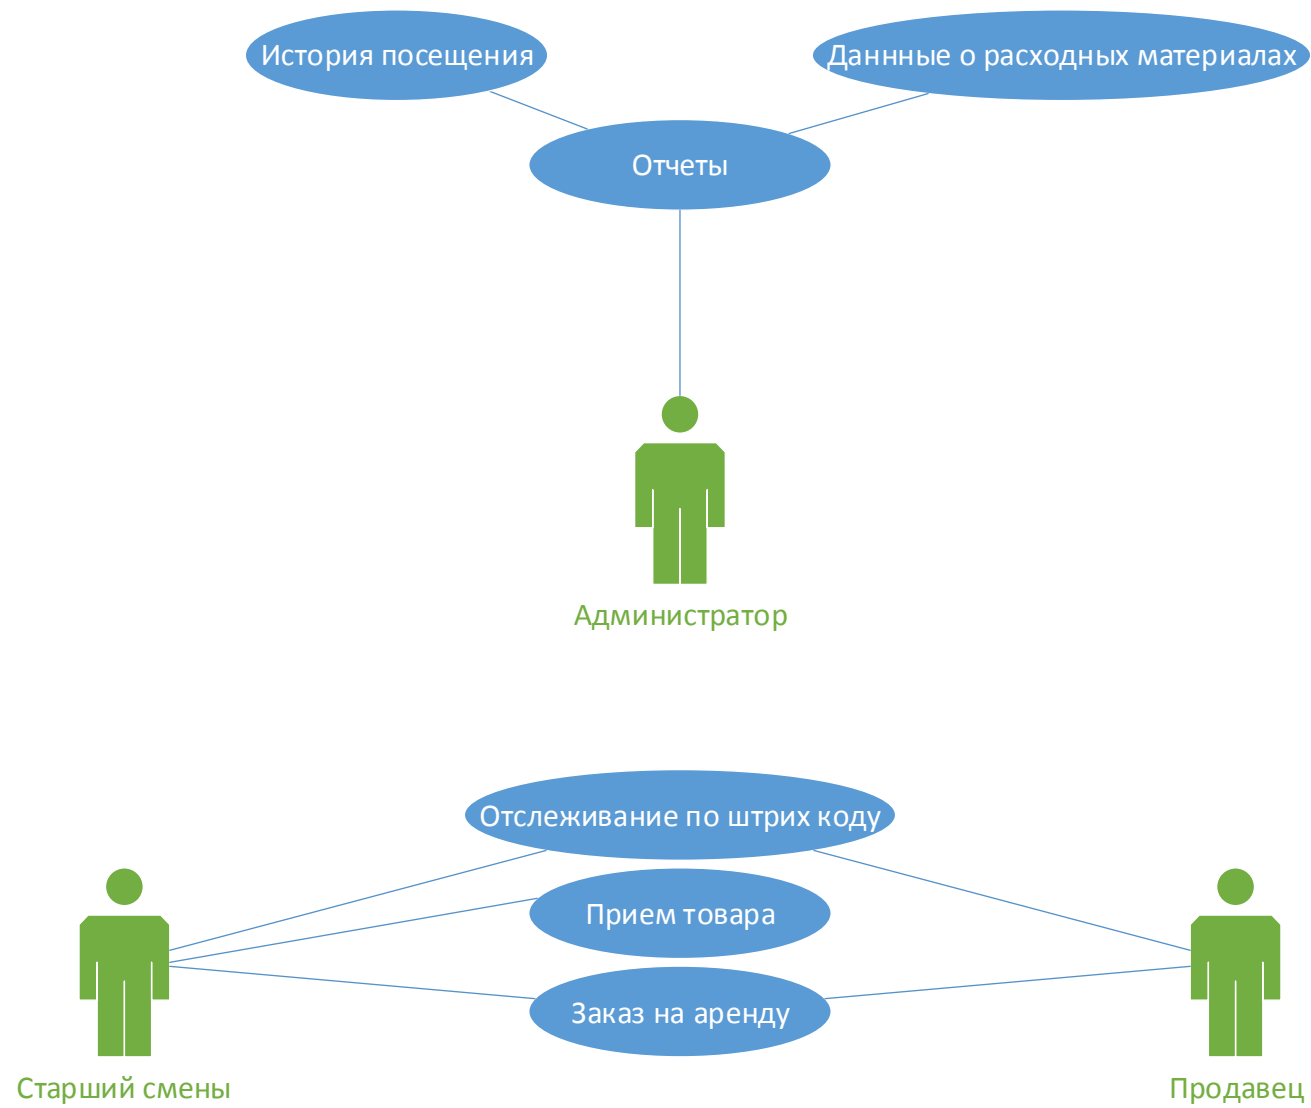 История посещения
Даннные о расходных материалах
Отчеты
Администратор
Отслеживание по штрих коду
Прием товара
Заказ на аренду
Старший смены
Продавец